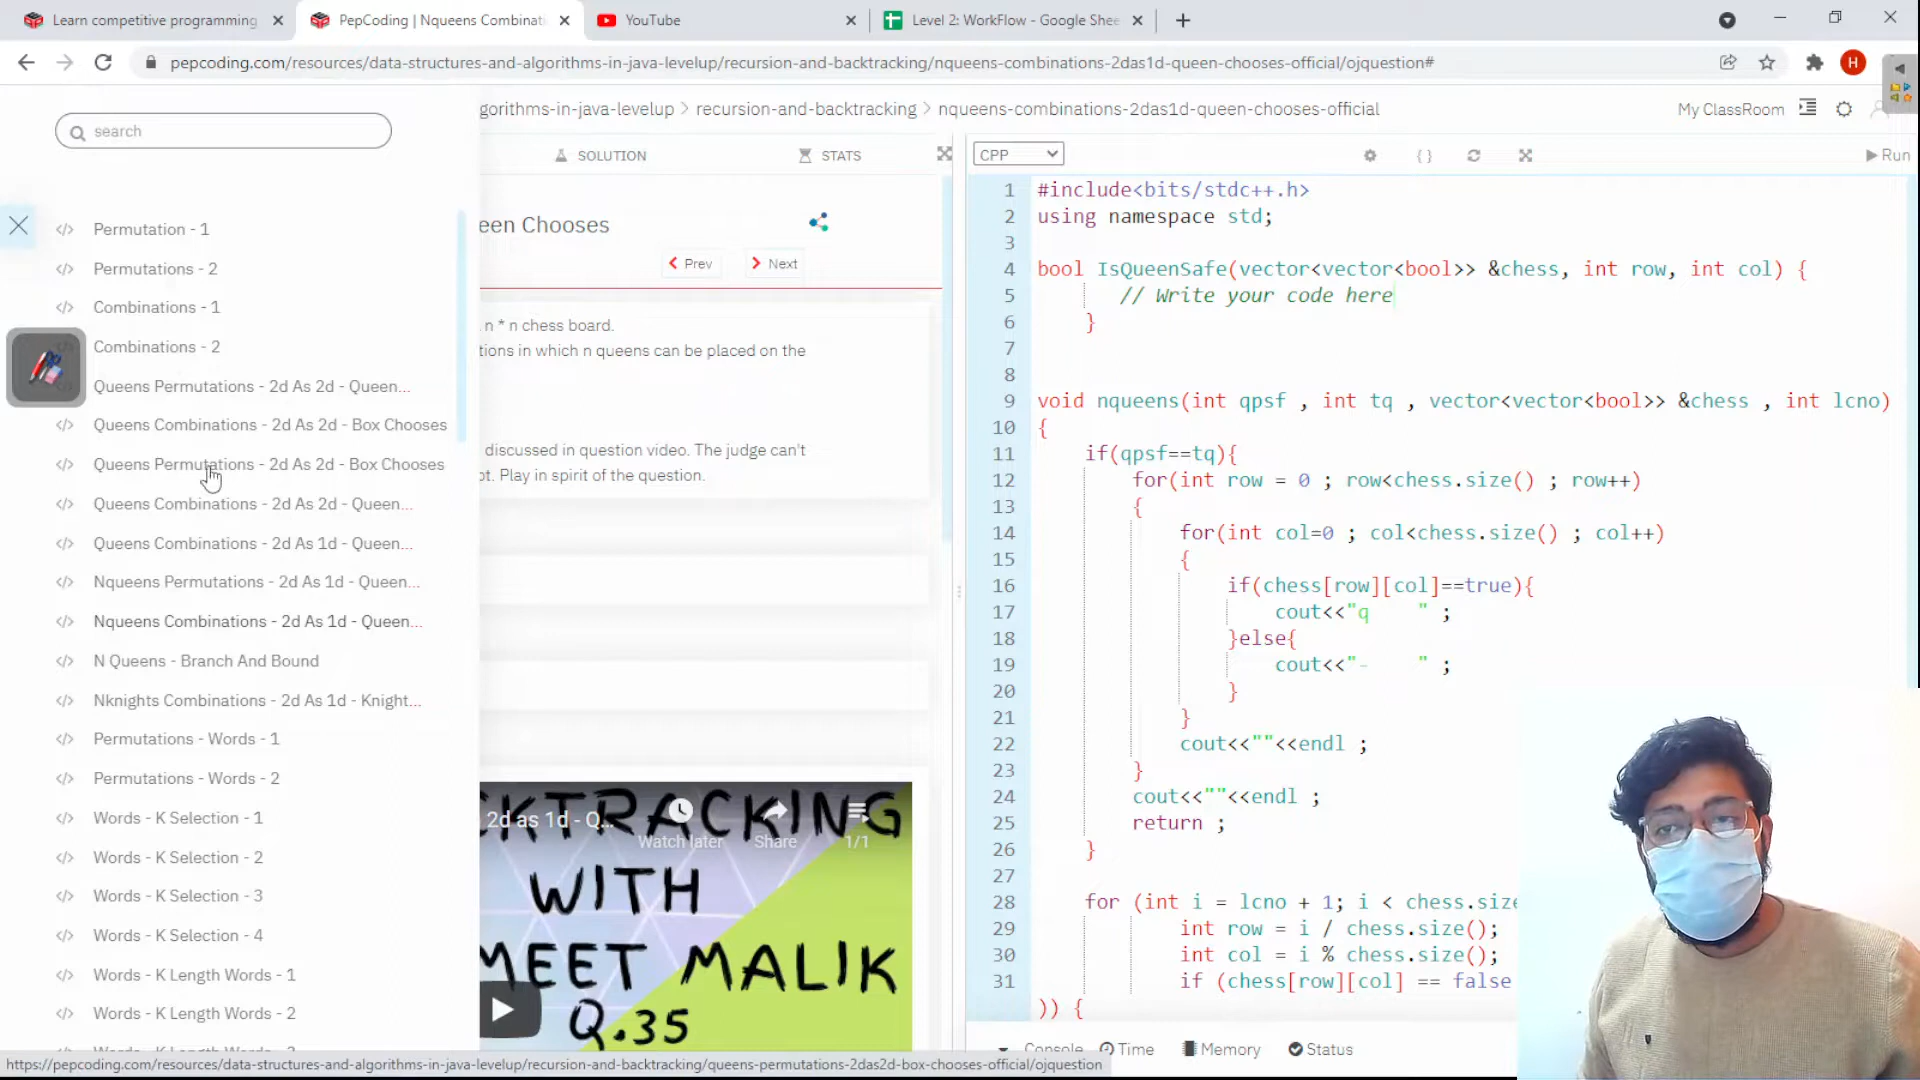 Learn competitive programming
PepCoding | Nqueens Combinati
YouTube
Level 2: WorkFlow - Google Shee
pepcoding.com/resources/data-structures-and-algorithms-in-java-levelup/recursion-and-backtracking/nqueens-combinations-2das1d-queen-chooses-official/ojquestion#
H
search
gorithms-in-java-levelup > recursion-and-backtracking > nqueens-combinations-2das1d-queen-chooses-official
My ClassRoom
SOLUTION
STATS
CPP
Run
Permutation - 1
Permutations - 2
Combinations - 1
Combinations - 2
Queens Permutations - 2d As 2d - Queen...
Queens Combinations - 2d As 2d - Box Chooses
Queens Permutations - 2d As 2d - Box Chooses
Queens Combinations - 2d As 2d - Queen...
Queens Combinations - 2d As 1d - Queen...
Nqueens Permutations - 2d As 1d - Queen...
Nqueens Combinations - 2d As 1d - Queen...
N Queens - Branch And Bound
Nknights Combinations - 2d As 1d - Knight...
Permutations - Words - 1
Permutations - Words - 2
Words - K Selection - 1
Words - K Selection - 2
Words - K Selection - 3
Words - K Selection - 4
Words - K Length Words - 1
Words - K Length Words - 2
een Chooses
Prev
Next
n * n chess board.
tions in which n queens can be placed on the
discussed in question video. The judge can't
pt. Play in spirit of the question.
2d as 1d - Q...
Watch later
Share
1/1
CKTRACKING
WITH
MEET MALIK
Q.35
1 #include<bits/stdc++.h>
2 using namespace std;
3
4 bool IsQueenSafe(vector<vector<bool>> &chess, int row, int col) {
5 // Write your code here
6 }
7
8
9 void nqueens(int qpsf , int tq , vector<vector<bool>> &chess , int lcno)
10 {
11 if(qpsf==tq){
12 for(int row = 0 ; row<chess.size() ; row++)
13 {
14 for(int col=0 ; col<chess.size() ; col++)
15 {
16 if(chess[row][col]==true){
17 cout<<"q    " ;
18 }else{
19 cout<<"-    " ;
20 }
21 }
22 cout<<""<<endl ;
23 }
24 cout<<""<<endl ;
25 return ;
26 }
27
28 for (int i = lcno + 1; i < chess.size
29 int row = i / chess.size();
30 int col = i % chess.size();
31 if (chess[row][col] == false
)) {
Console
Time
Memory
Status
https://pepcoding.com/resources/data-structures-and-algorithms-in-java-levelup/recursion-and-backtracking/queens-permutations-2das2d-box-chooses-official/ojquestion